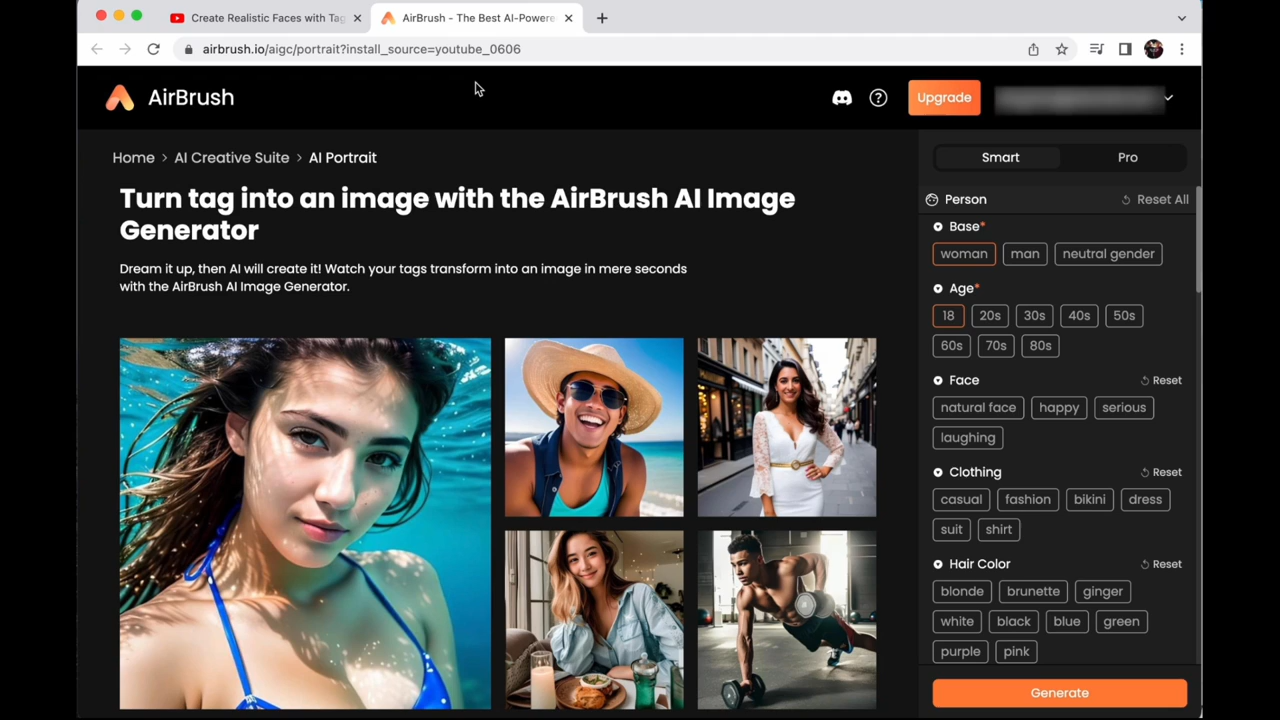 Create Realistic Faces with Tag
AirBrush - The Best AI-Powere
airbrush.io/aigc/portrait?install_source=youtube_0606
AirBrush
Upgrade
Home > AI Creative Suite > AI Portrait
Turn tag into an image with the AirBrush AI Image
Generator
Dream it up, then AI will create it! Watch your tags transform into an image in mere seconds
with the AirBrush AI Image Generator.
Smart Pro
Person Reset All
Base*
woman man neutral gender
Age*
18 20s 30s 40s 50s
60s 70s 80s
Face Reset
natural face happy serious
laughing
Clothing Reset
casual fashion bikini dress
suit shirt
Hair Color Reset
blonde brunette ginger
white black blue green
purple pink
Generate